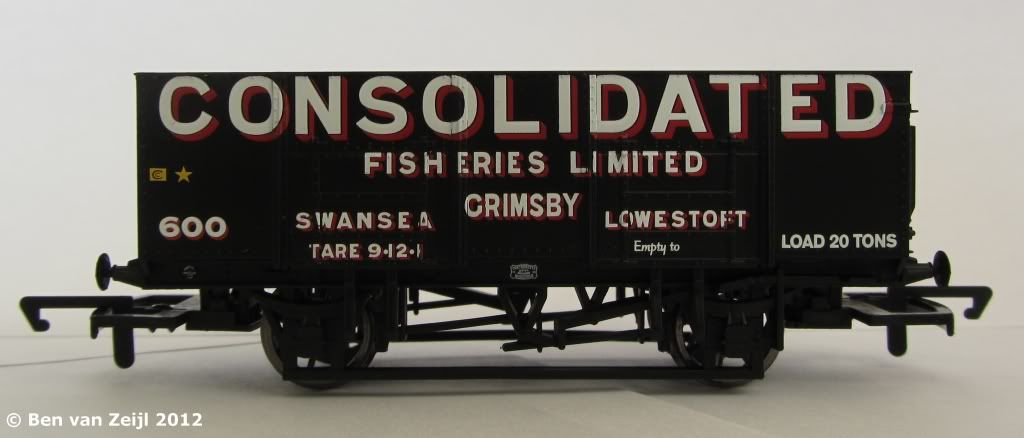 CONSOLIDATED
FISHERIES LIMITED
GRIMSBY
SWANSEA LOWESTOFT
600
TARE 9·12·1
Empty to
LOAD 20 TONS
© Ben van Zeijl 2012